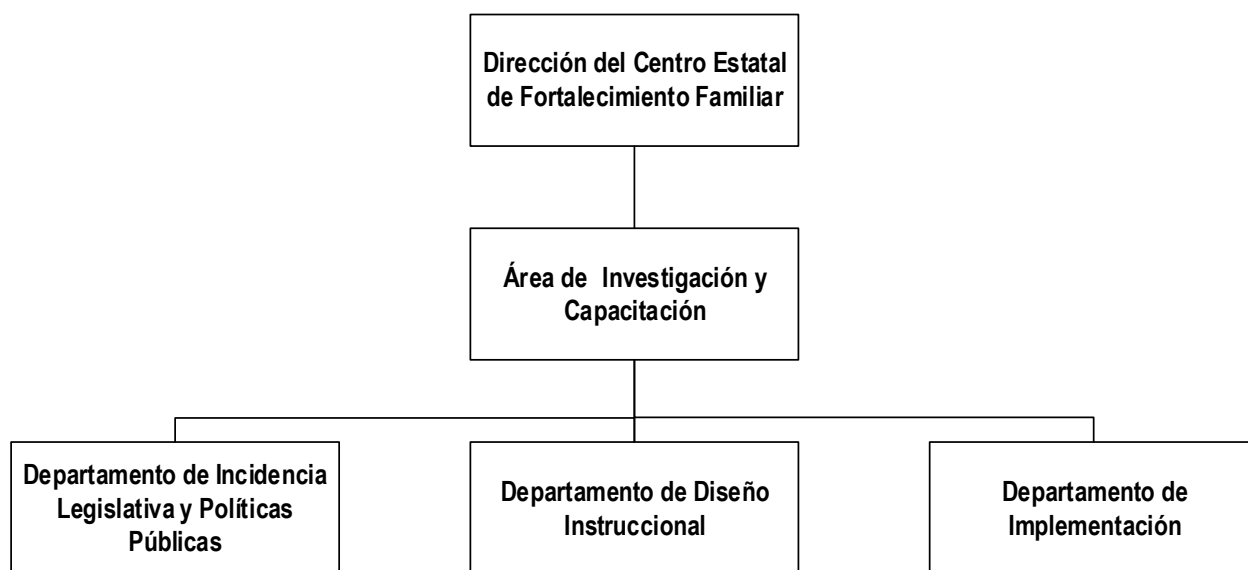 Dirección del Centro Estatal
de Fortalecimiento Familiar
Área de  Investigación y
Capacitación
Departamento de Incidencia
Legislativa y Políticas
Públicas
Departamento de Diseño
Instruccional
Departamento de
Implementación